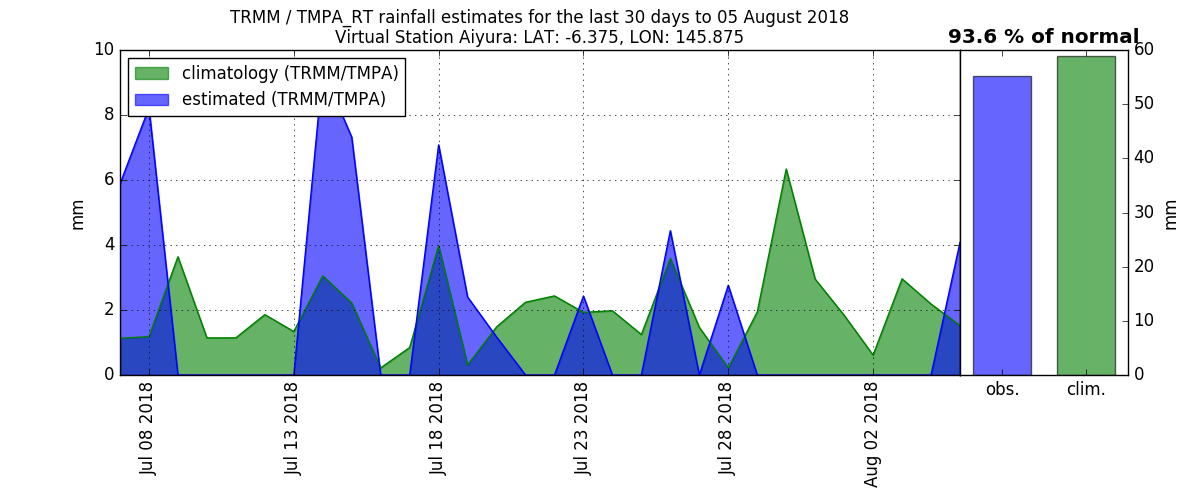 TRMM / TMPA_RT rainfall estimates for the last 30 days to 05 August 2018
Virtual Station Aiyura: LAT: -6.375, LON: 145.875
93.6 % of normal
climatology (TRMM/TMPA)
estimated (TRMM/TMPA)
10
8
6
4
2
0
mm
Jul 08 2018
Jul 13 2018
Jul 18 2018
Jul 23 2018
Jul 28 2018
Aug 02 2018
obs.
clim.
60
50
40
30
20
10
0
mm